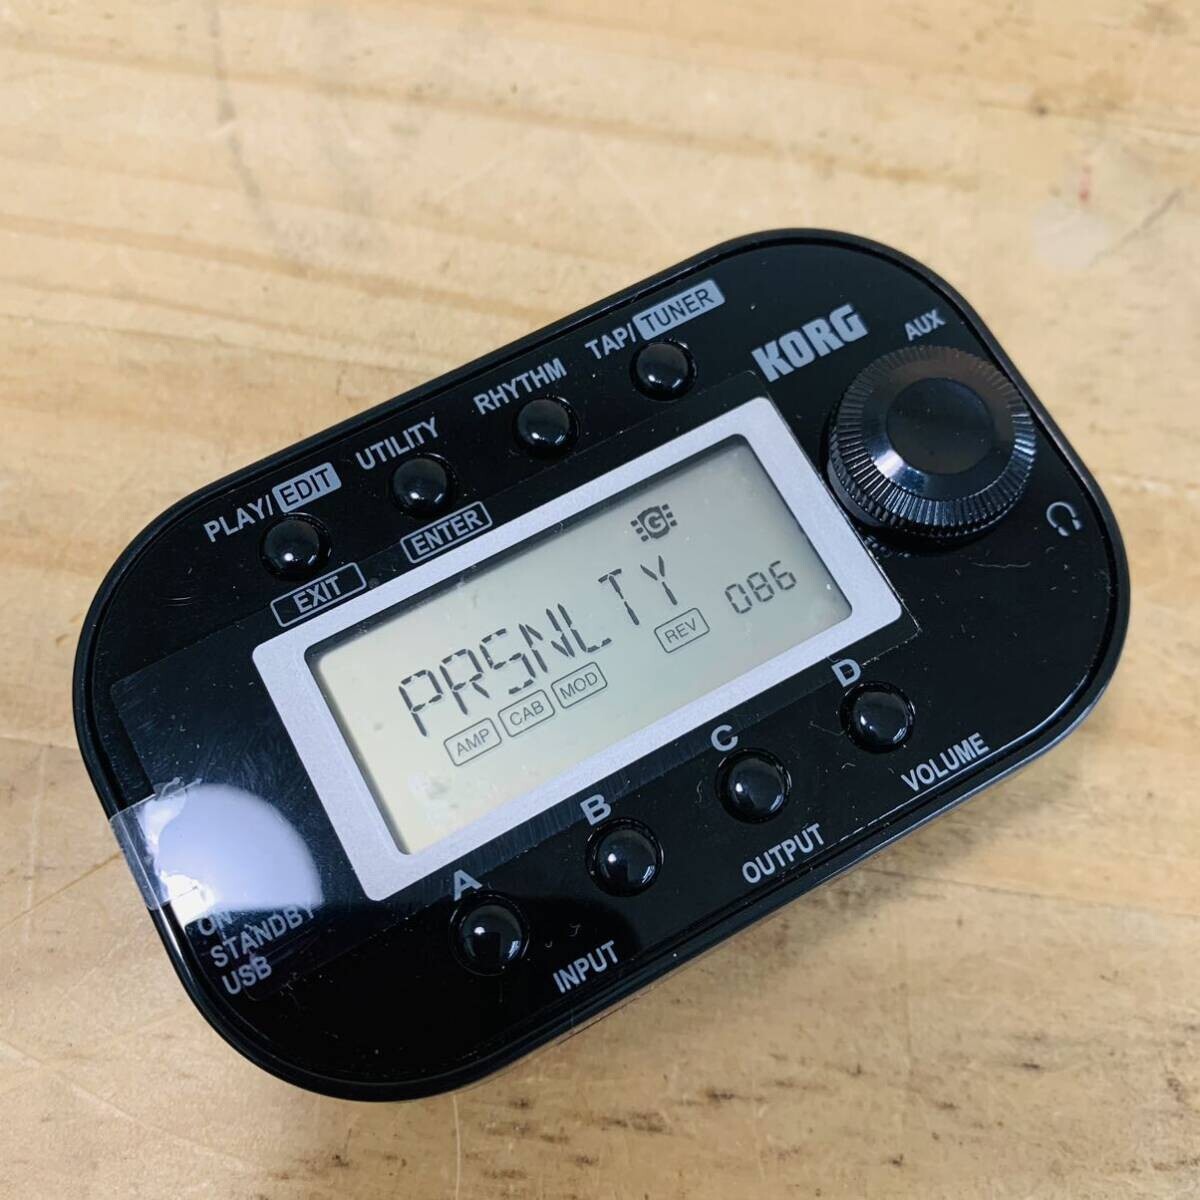 KORG
AUX
TAP/TUNER
RHYTHM
UTILITY
ENTER
PLAY/EDIT
EXIT
G
PRSNLTY
086
AMP CAB MOD REV
A B C D
INPUT
OUTPUT
VOLUME
ON
STANDBY
USB